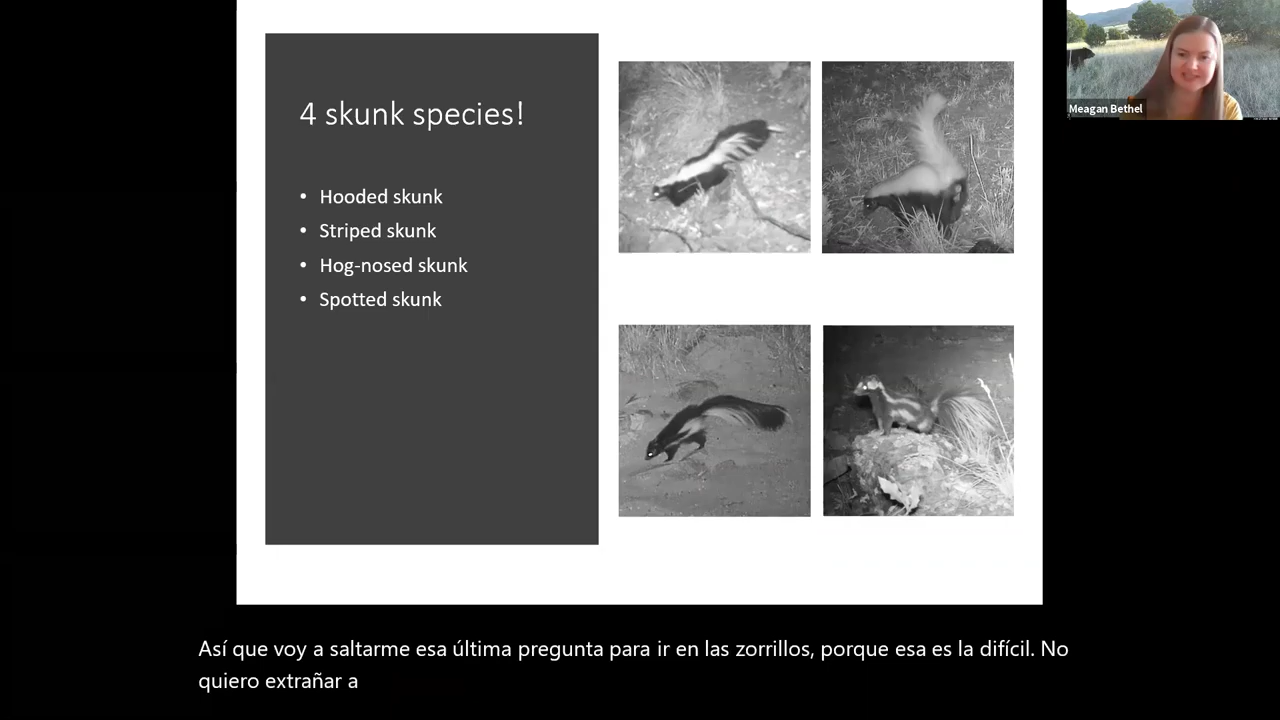 4 skunk species!
• Hooded skunk
• Striped skunk
• Hog-nosed skunk
• Spotted skunk
Meagan Bethel
Así que voy a saltarme esa última pregunta para ir en las zorrillos, porque esa es la difícil. No
quiero extrañar a